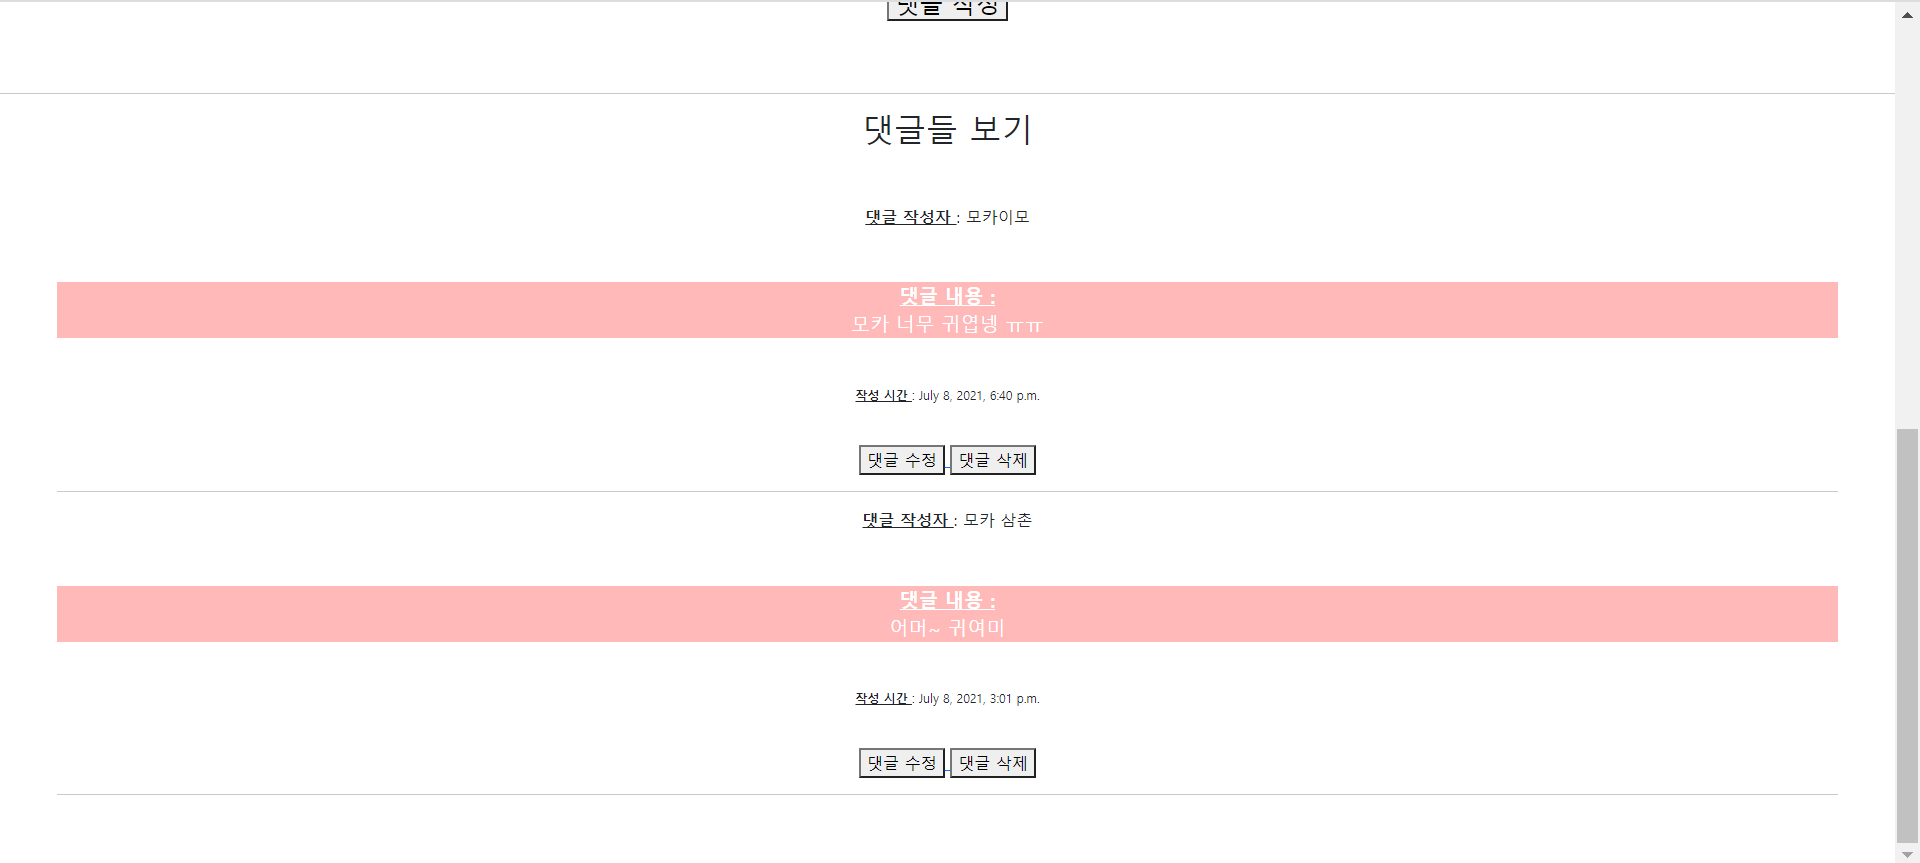 댓글 작성
댓글들 보기
댓글 작성자 : 모카이모
댓글 내용 :
모카 너무 귀엽넹 ㅠㅠ
작성 시간 : July 8, 2021, 6:40 p.m.
댓글 수정 댓글 삭제
댓글 작성자 : 모카 삼촌
댓글 내용 :
어머~ 귀여미
작성 시간 : July 8, 2021, 3:01 p.m.
댓글 수정 댓글 삭제